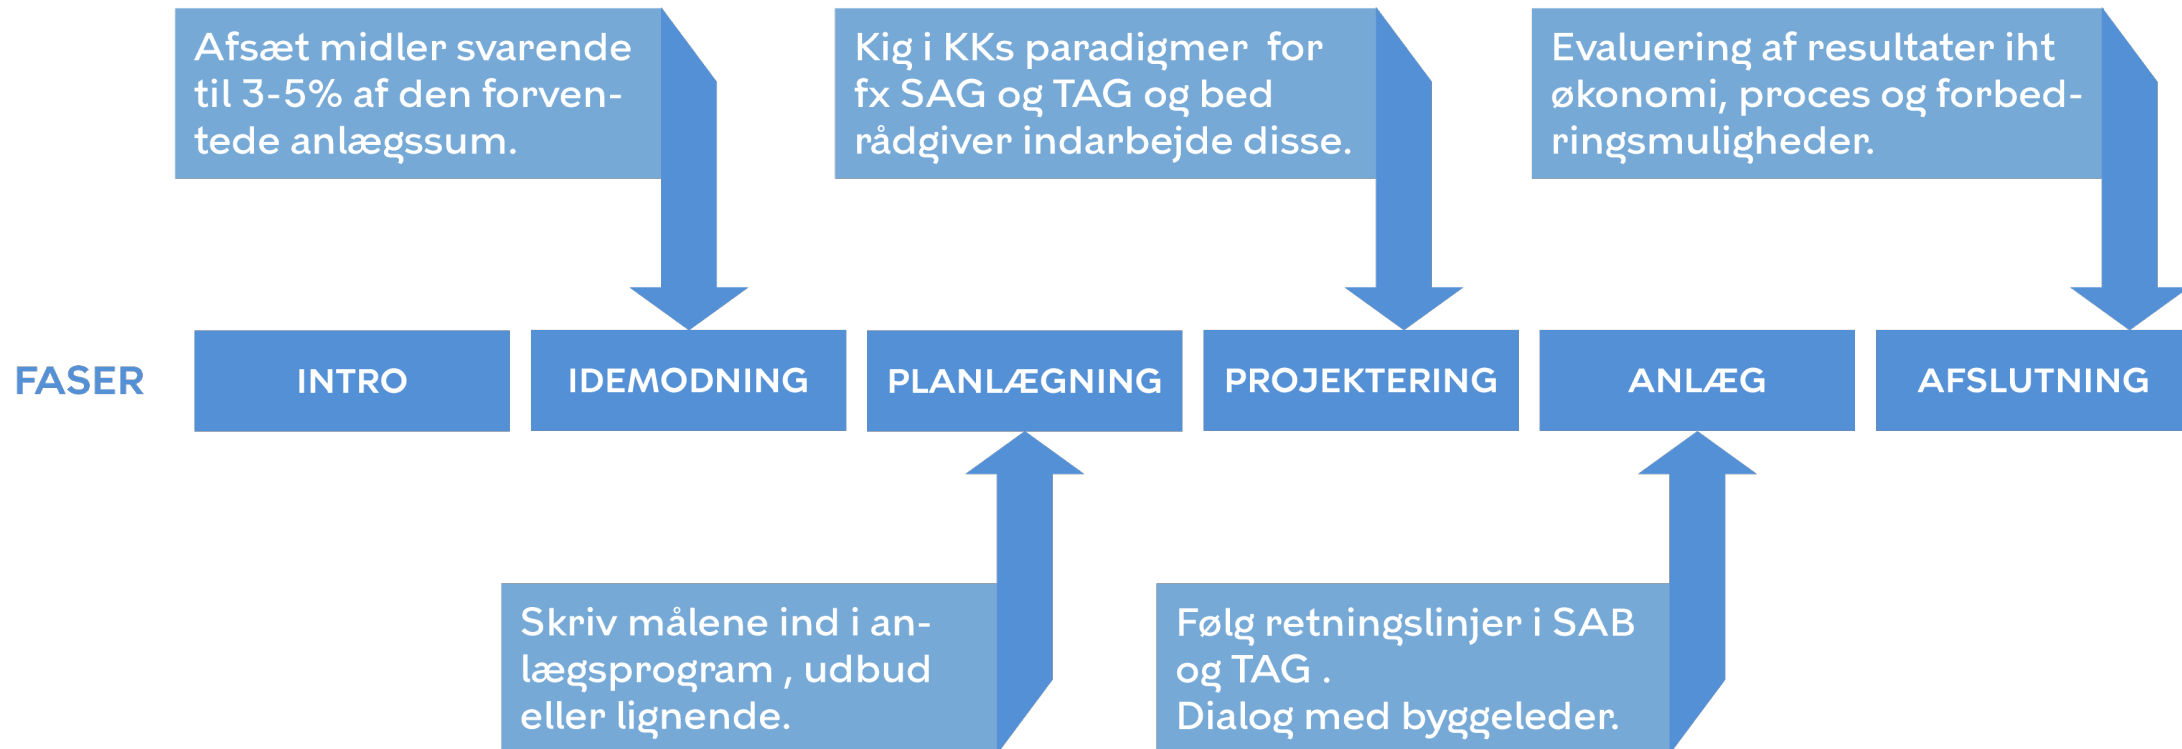 Afsæt midler svarende
til 3-5% af den forven-
tede anlægssum.
Kig i KKs paradigmer for
fx SAG og TAG og bed
rådgiver indarbejde disse.
Evaluering af resultater iht
økonomi, proces og forbed-
ringsmuligheder.
FASER
INTRO
IDEMODNING
PLANLÆGNING
PROJEKTERING
ANLÆG
AFSLUTNING
Skriv målene ind i an-
lægsprogram , udbud
eller lignende.
Følg retningslinjer i SAB
og TAG .
Dialog med byggeleder.